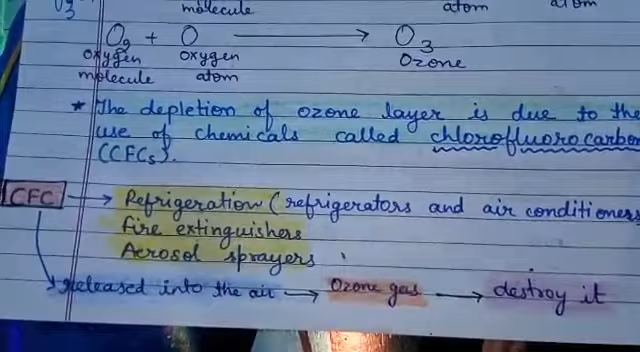 O3 molecule atom atom
O2 + O → O3
oxygen oxygen Ozone
molecule atom
* The depletion of ozone layer is due to the
use of chemicals called chlorofluorocarbon
(CFCs).
CFC → Refrigeration (refrigerators and air conditioners
Fire extinguishers
Aerosol sprayers
released into the air → Ozone gas → destroy it